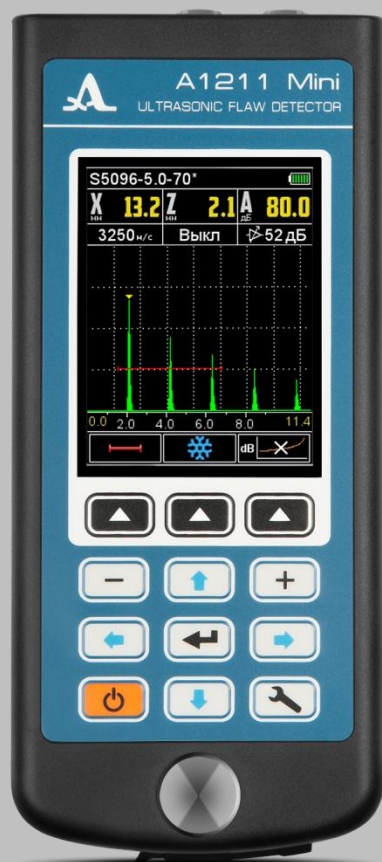 A1211 Mini
ULTRASONIC FLAW DETECTOR
S5096-5.0-70*
X мм 13.2 Z мм 2.1 A дБ 80.0
3250 м/с Выкл 52 дБ
0.0 2.0 4.0 6.0 8.0 11.4
dB